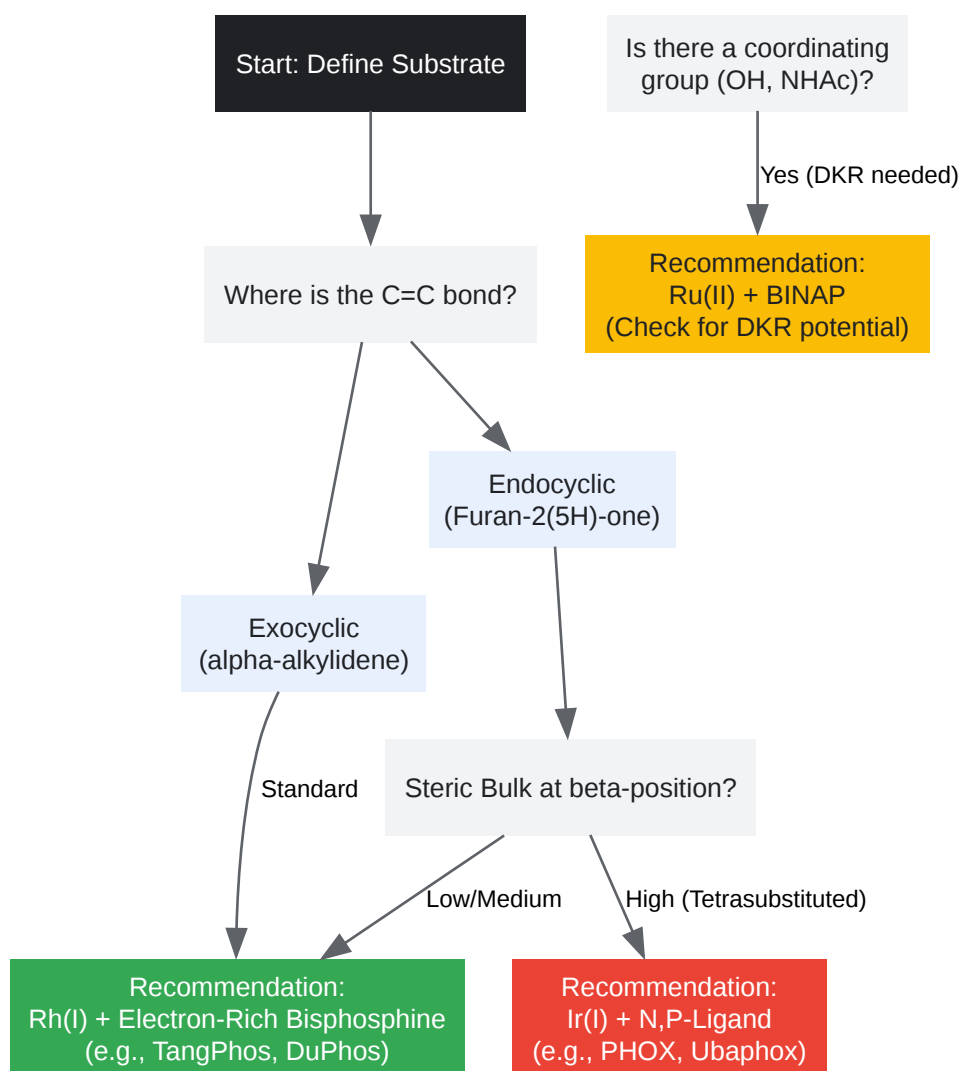 Start: Define Substrate
Is there a coordinating
group (OH, NHAc)?
Yes (DKR needed)
Recommendation:
Ru(II) + BINAP
(Check for DKR potential)
Where is the C=C bond?
Endocyclic
(Furan-2(5H)-one)
Exocyclic
(alpha-alkylidene)
Standard
Steric Bulk at beta-position?
Low/Medium
High (Tetrasubstituted)
Recommendation:
Rh(I) + Electron-Rich Bisphosphine
(e.g., TangPhos, DuPhos)
Recommendation:
Ir(I) + N,P-Ligand
(e.g., PHOX, Ubaphox)